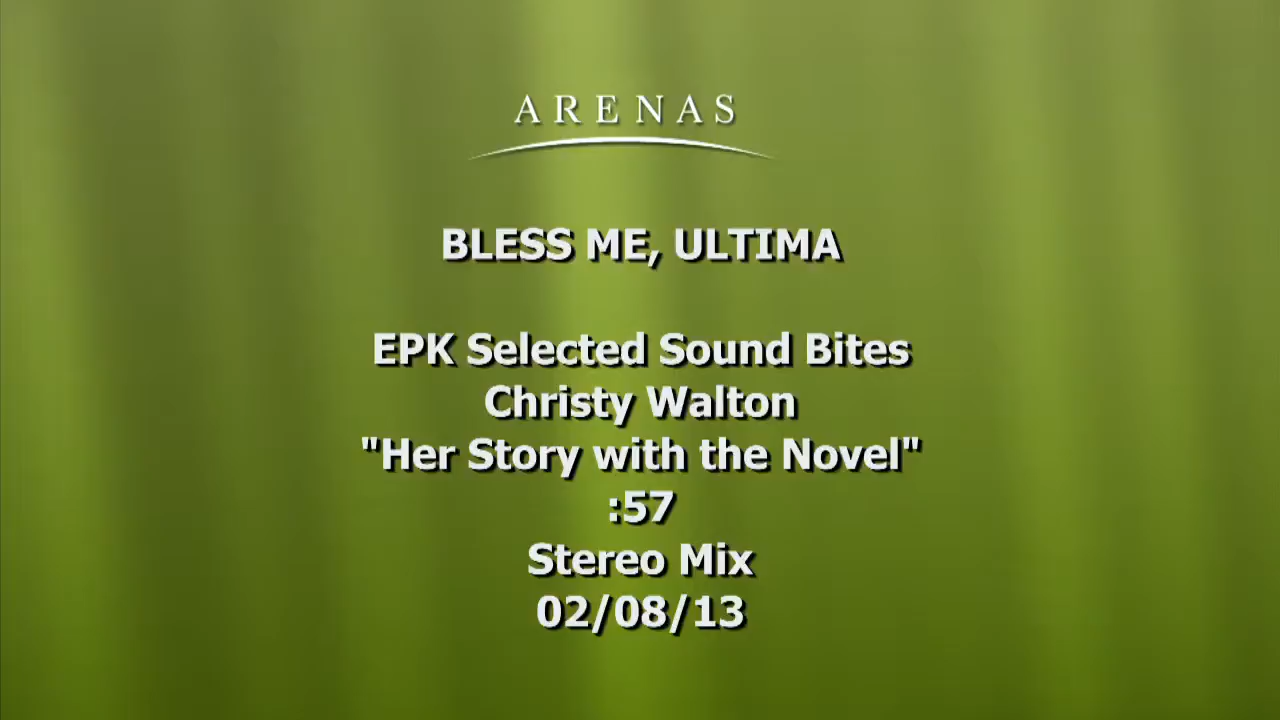 ARENAS
BLESS ME, ULTIMA
EPK Selected Sound Bites
Christy Walton
"Her Story with the Novel"
:57
Stereo Mix
02/08/13